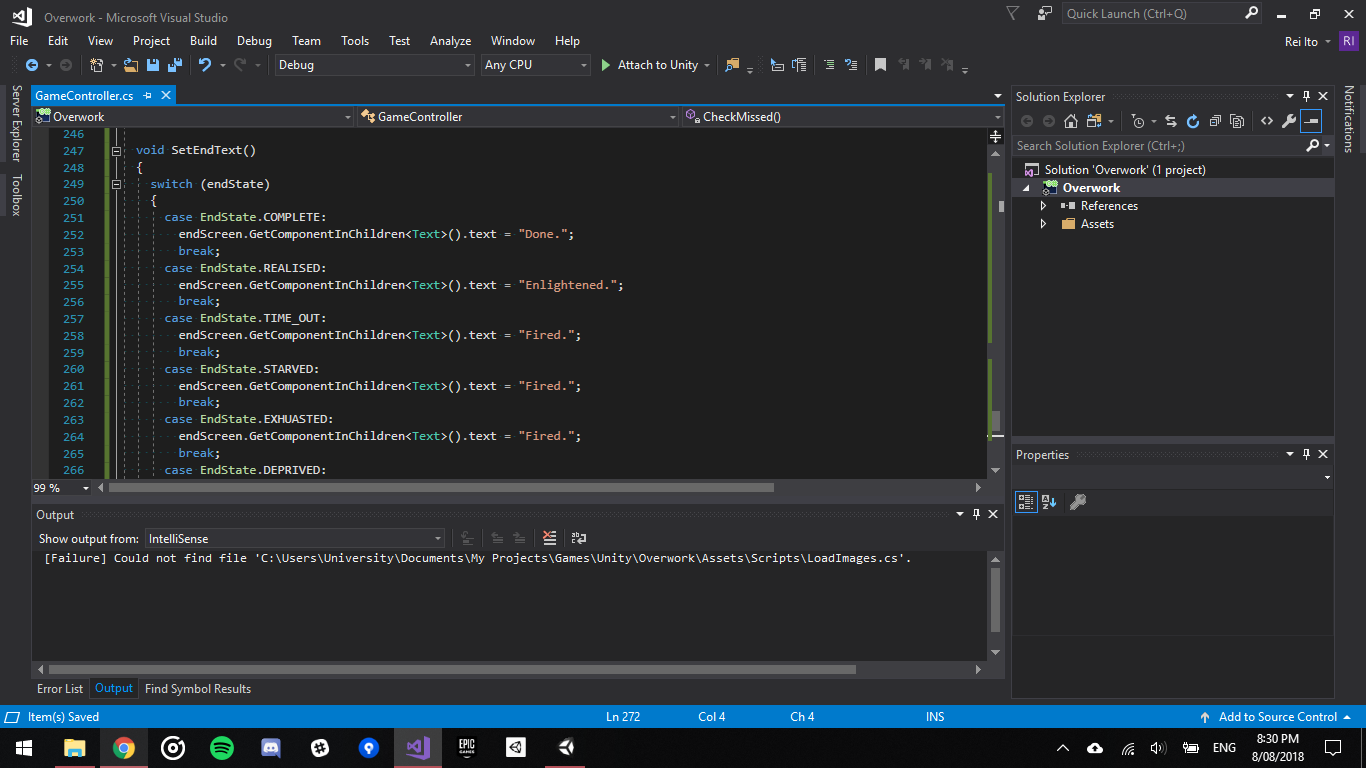 Overwork - Microsoft Visual Studio
Quick Launch (Ctrl+Q)
File Edit View Project Build Debug Team Tools Test Analyze Window Help
Rei Ito RI
Debug Any CPU Attach to Unity
Server Explorer
Toolbox
GameController.cs
Overwork GameController CheckMissed()
246
247 void SetEndText()
248 {
249 switch (endState)
250 {
251 case EndState.COMPLETE:
252 endScreen.GetComponentInChildren<Text>().text = "Done.";
253 break;
254 case EndState.REALISED:
255 endScreen.GetComponentInChildren<Text>().text = "Enlightened.";
256 break;
257 case EndState.TIME_OUT:
258 endScreen.GetComponentInChildren<Text>().text = "Fired.";
259 break;
260 case EndState.STARVED:
261 endScreen.GetComponentInChildren<Text>().text = "Fired.";
262 break;
263 case EndState.EXHUASTED:
264 endScreen.GetComponentInChildren<Text>().text = "Fired.";
265 break;
266 case EndState.DEPRIVED:
99 %
Output
Show output from: IntelliSense
[Failure] Could not find file 'C:\Users\University\Documents\My Projects\Games\Unity\Overwork\Assets\Scripts\LoadImages.cs'.
Error List Output Find Symbol Results
Solution Explorer
Search Solution Explorer (Ctrl+;)
Solution 'Overwork' (1 project)
Overwork
References
Assets
Properties
Notifications
Item(s) Saved Ln 272 Col 4 Ch 4 INS Add to Source Control
EPIC GAMES
ENG
8:30 PM
8/08/2018